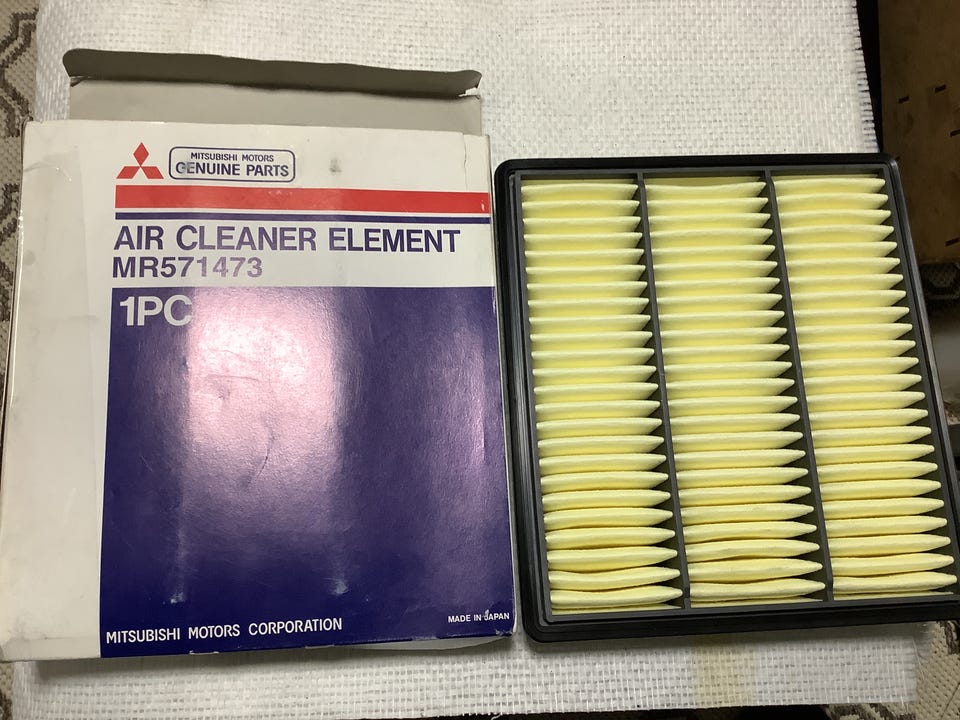 MITSUBISHI MOTORS
GENUINE PARTS
AIR CLEANER ELEMENT
MR571473
1PC
MITSUBISHI MOTORS CORPORATION
MADE IN JAPAN